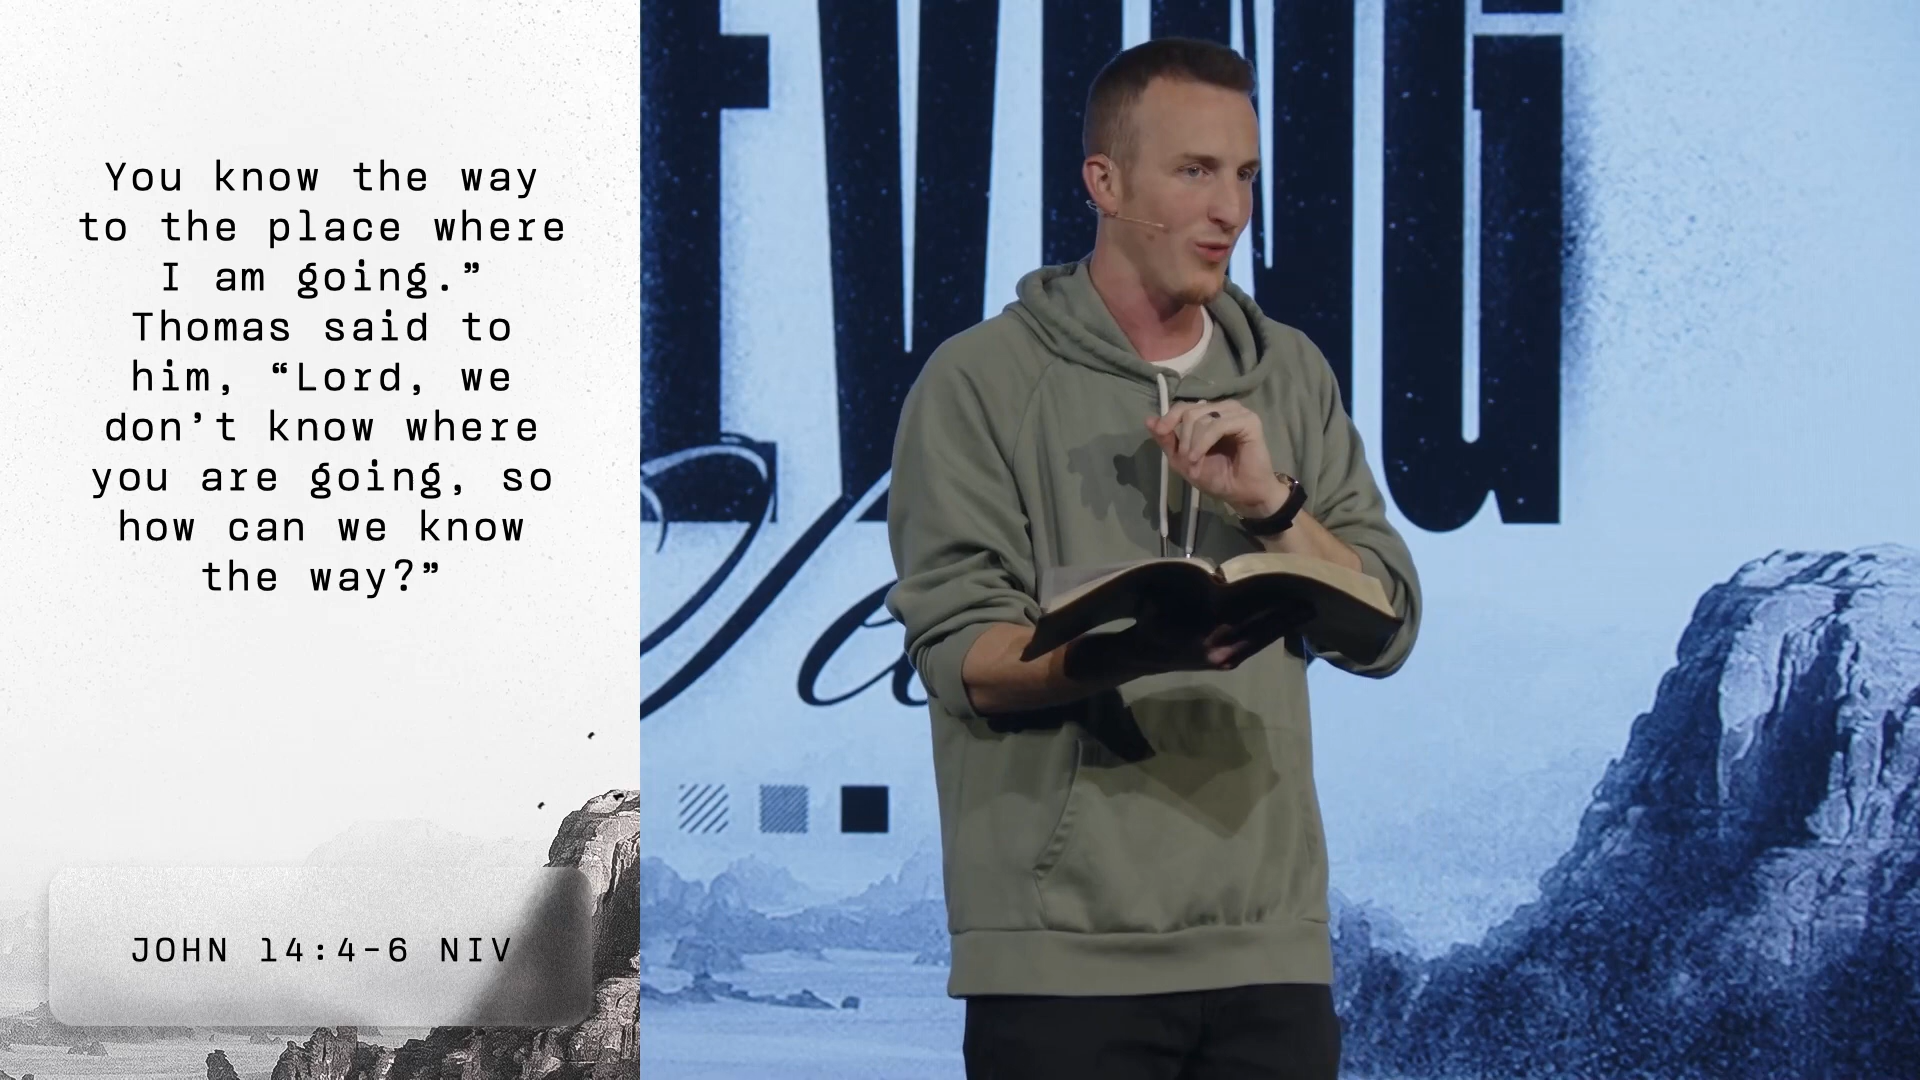 You know the way
to the place where
I am going.”
Thomas said to
him, “Lord, we
don’t know where
you are going, so
how can we know
the way?”
JOHN 14:4-6 NIV